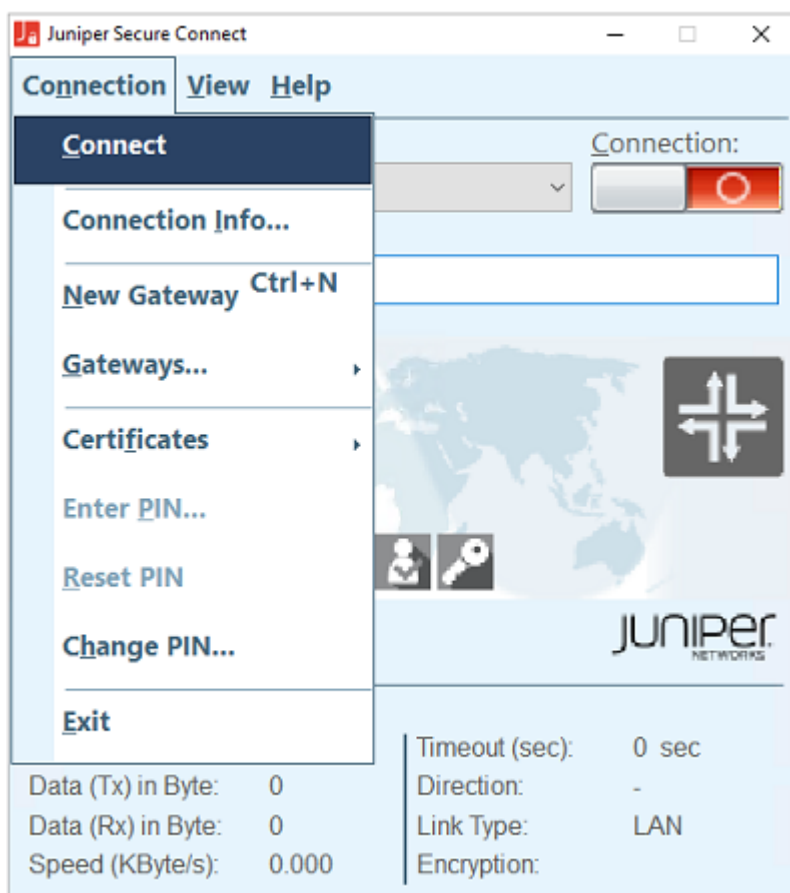 Juniper Secure Connect
Connection View Help
Connect
Connection:
Connection Info...
New Gateway Ctrl+N
Gateways...
Certificates
Enter PIN...
Reset PIN
Change PIN...
JUNIPER
NETWORKS
Exit
Timeout (sec): 0 sec
Data (Tx) in Byte: 0 Direction: -
Data (Rx) in Byte: 0 Link Type: LAN
Speed (KByte/s): 0.000 Encryption: